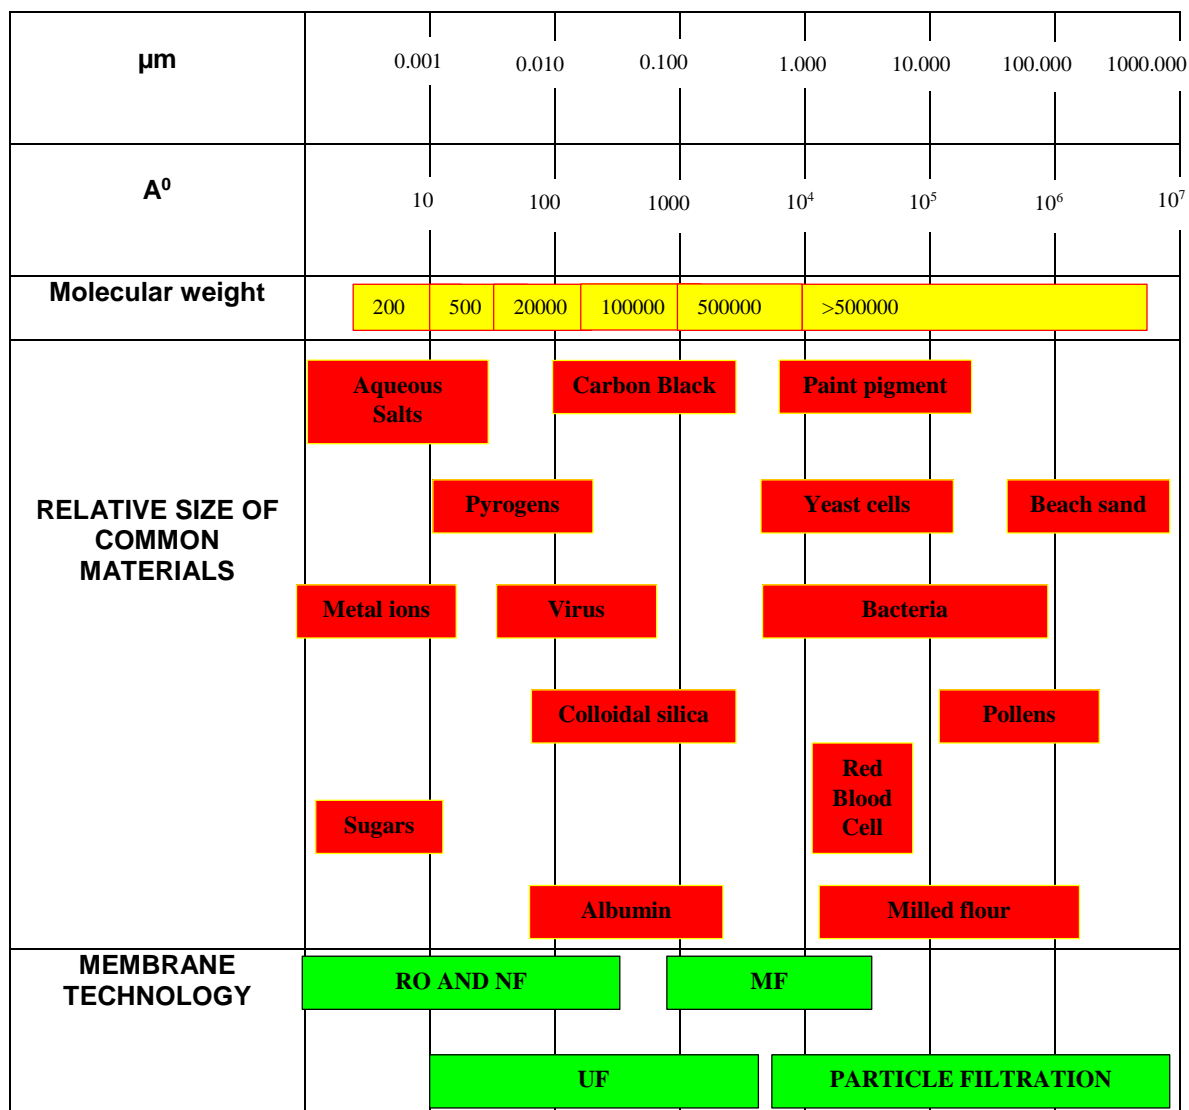 µm
0.001 0.010 0.100 1.000 10.000 100.000 1000.000
A⁰
10 100 1000 10⁴ 10⁵ 10⁶ 10⁷
Molecular weight
200 500 20000 100000 500000 >500000
RELATIVE SIZE OF
COMMON
MATERIALS
Aqueous
Salts
Carbon Black
Paint pigment
Pyrogens
Yeast cells
Beach sand
Metal ions
Virus
Bacteria
Colloidal silica
Pollens
Red
Blood
Cell
Sugars
Albumin
Milled flour
MEMBRANE
TECHNOLOGY
RO AND NF
MF
UF
PARTICLE FILTRATION